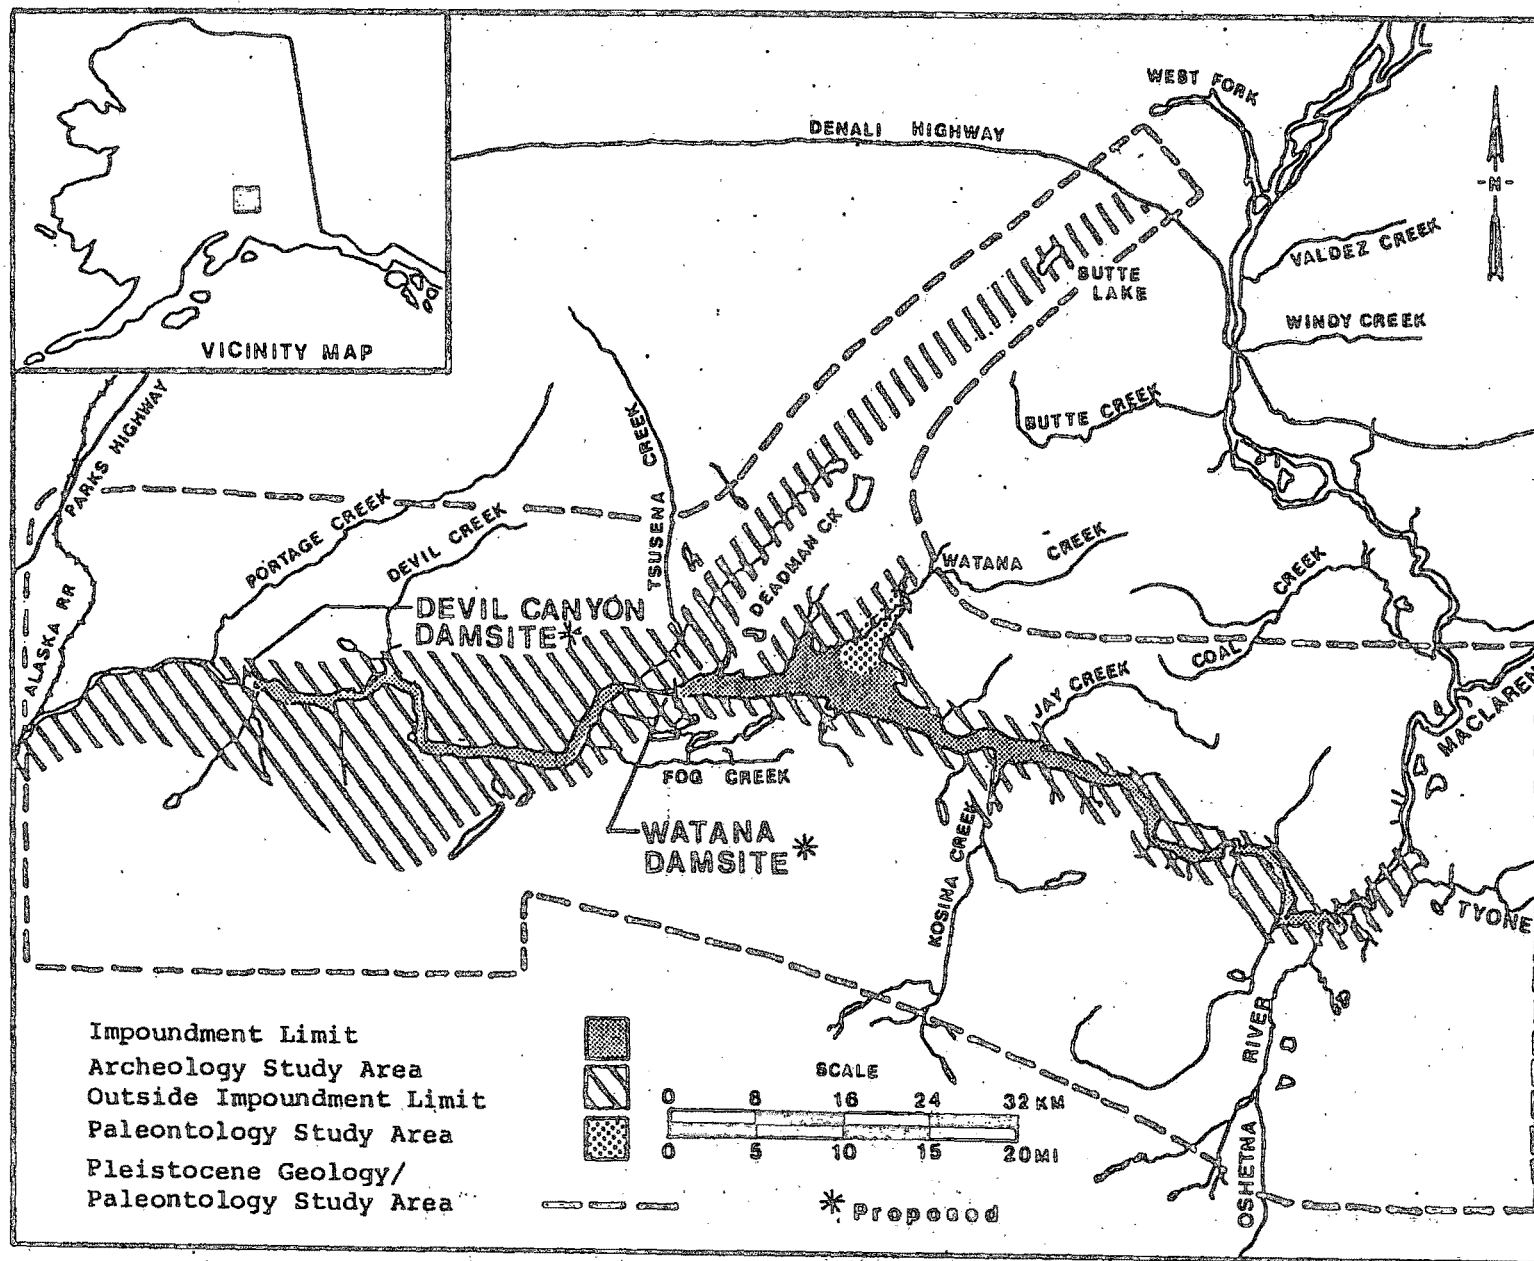 VICINITY MAP
WEST FORK
DENALI HIGHWAY
-N-
VALDEZ CREEK
BUTTE
LAKE
WINDY CREEK
BUTTE CREEK
PARKS HIGHWAY
PORTAGE CREEK
DEVIL CREEK
TSUSENA CREEK
DEADMAN CK
WATANA CREEK
COAL CREEK
ALASKA RR
DEVIL CANYON
DAMSITE*
JAY CREEK
MACLAREN
FOG CREEK
WATANA
DAMSITE *
KOSINA CREEK
TYONE
OSHETNA RIVER
Impoundment Limit
Archeology Study Area
Outside Impoundment Limit
Paleontology Study Area
Pleistocene Geology/
Paleontology Study Area
SCALE
0 8 16 24 32 KM
0 5 10 15 20 MI
* Proposed